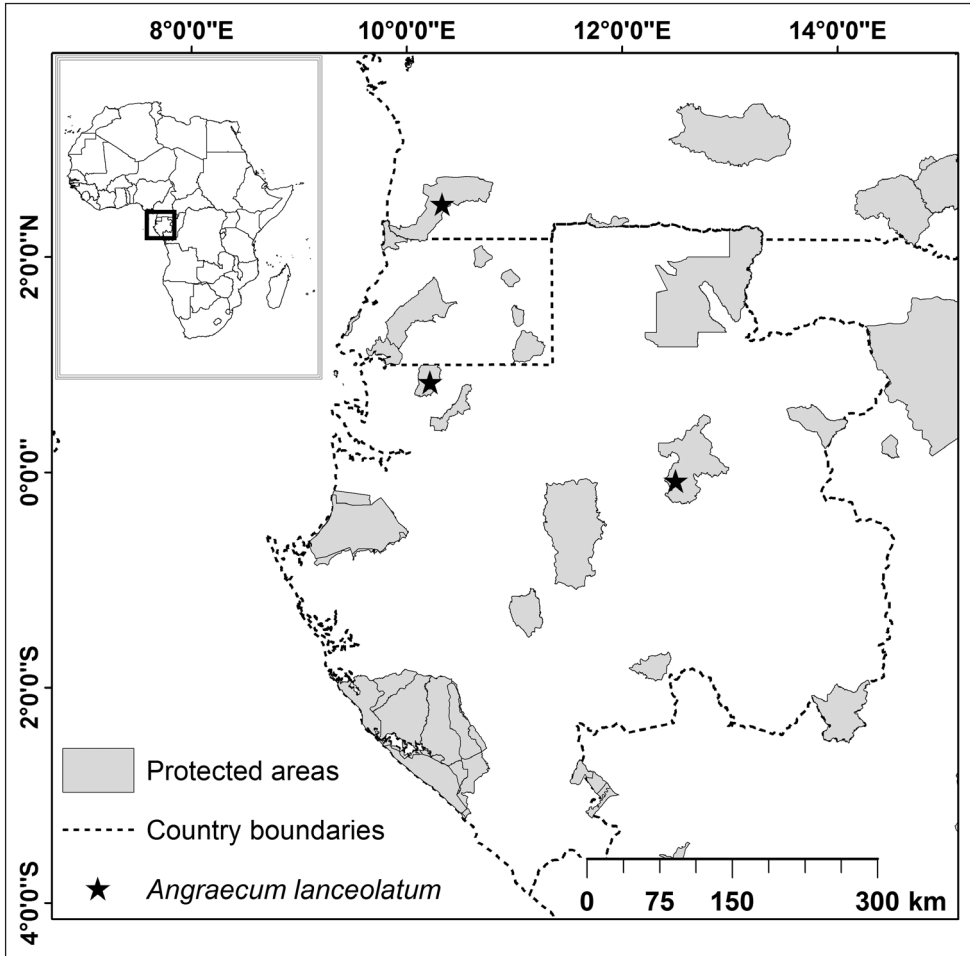 8°0'0"E 10°0'0"E 12°0'0"E 14°0'0"E
2°0'0"N
0°0'0"
2°0'0"S
4°0'0"S
Protected areas
Country boundaries
Angraecum lanceolatum
0 75 150 300 km